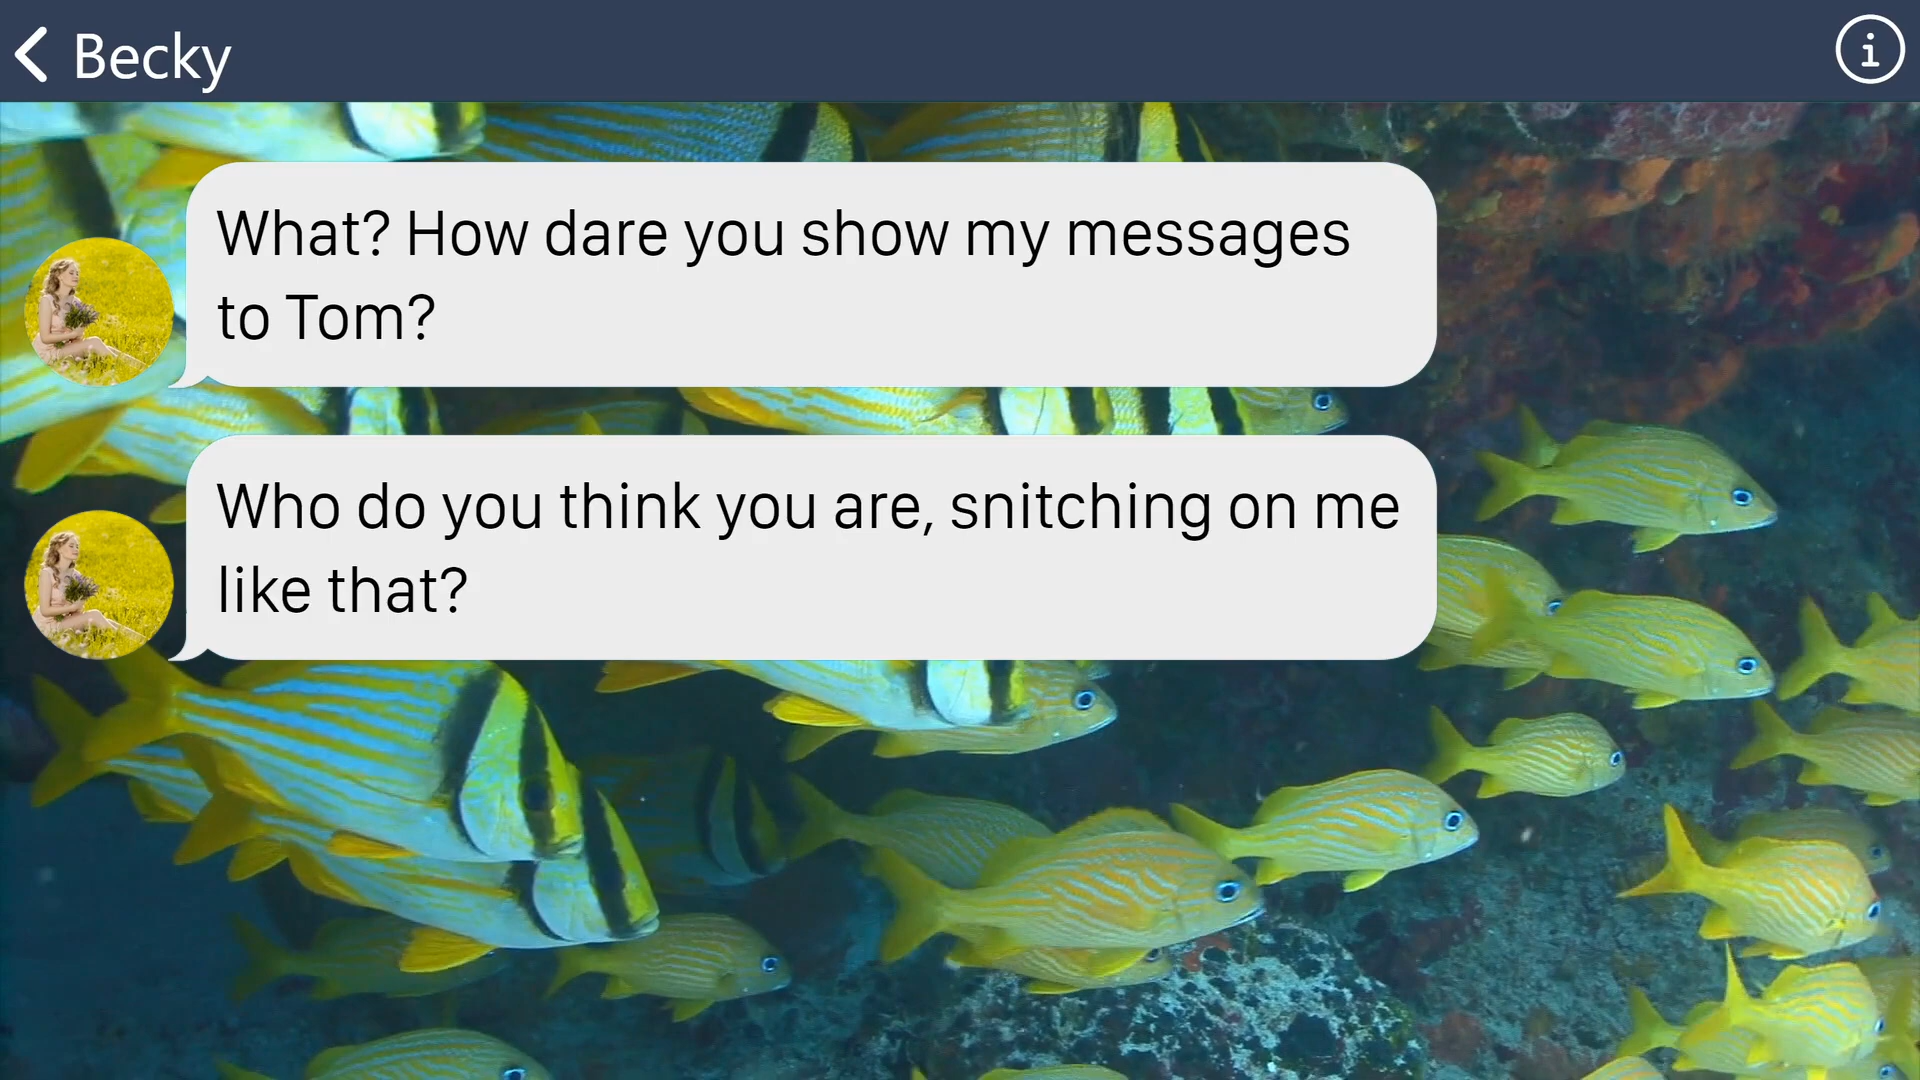 Becky
What? How dare you show my messages
to Tom?
Who do you think you are, snitching on me
like that?